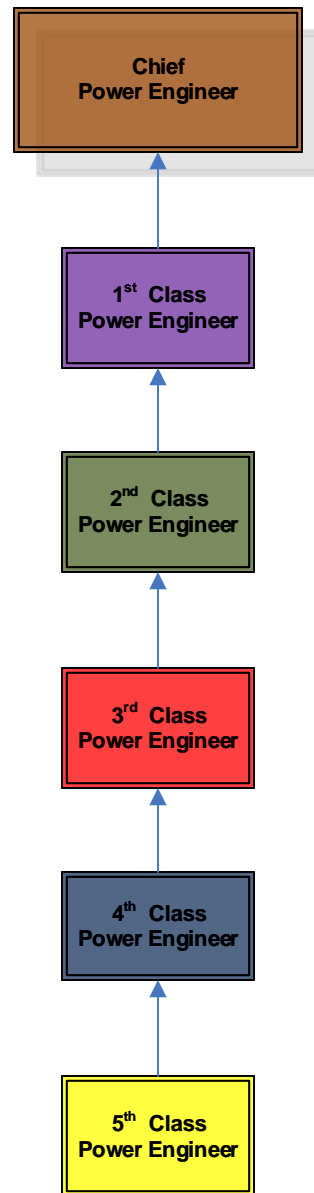 Chief
Power Engineer
1st Class
Power Engineer
2nd Class
Power Engineer
3rd Class
Power Engineer
4th Class
Power Engineer
5th Class
Power Engineer